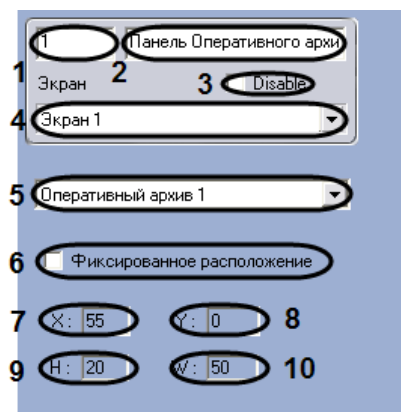 1 Панель Оперативного архи
1 2
Экран 3 Disable
4 Экран 1
5 Оперативный архив 1
6 Фиксированное расположение
7 X: 55 Y: 0 8
9 H: 20 W: 50 10